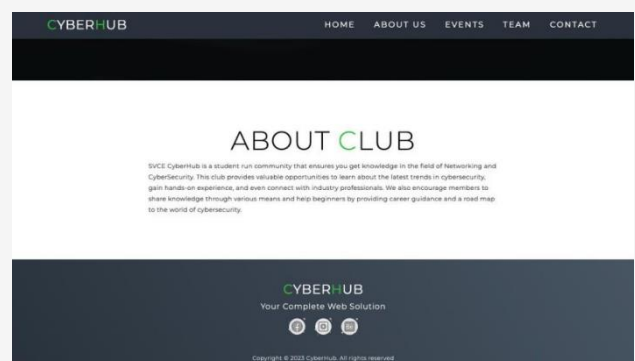 CYBERHUB HOME ABOUT US EVENTS TEAM CONTACT
ABOUT CLUB
SVCE CyberHub is a student run community that ensures you get knowledge in the field of Networking and
CyberSecurity. This club provides valuable opportunities to learn about the latest trends in cybersecurity,
gain hands-on experience, and even connect with industry professionals. We also encourage members to
share knowledge through various means and help beginners by providing career guidance and a road map
to the world of cybersecurity.
CYBERHUB
Your Complete Web Solution
Copyright © 2023 CyberHub. All rights reserved